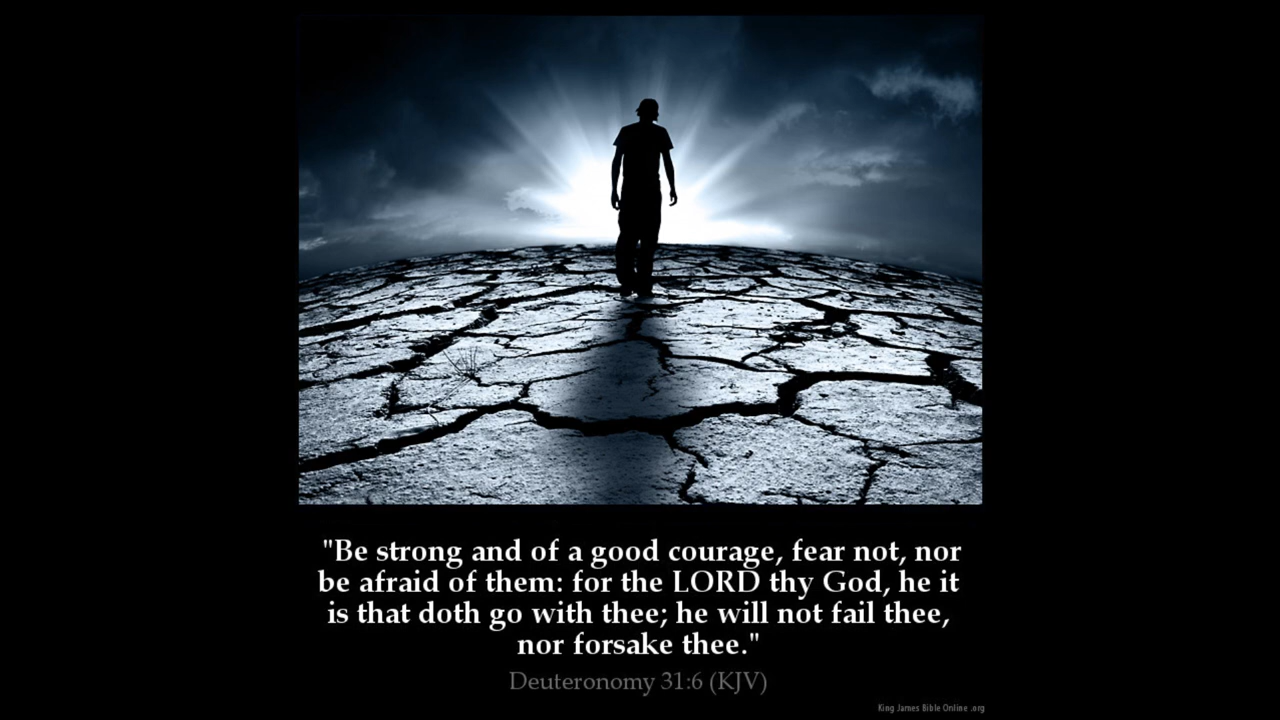 "Be strong and of a good courage, fear not, nor
be afraid of them: for the LORD thy God, he it
is that doth go with thee; he will not fail thee,
nor forsake thee."
Deuteronomy 31:6 (KJV)
King James Bible Online .org